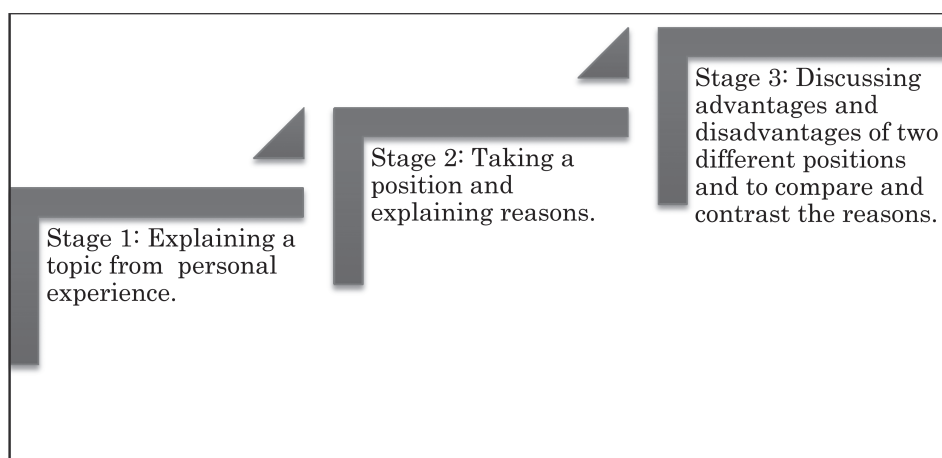 Stage 1: Explaining a
topic from  personal
experience.
Stage 2: Taking a
position and
explaining reasons.
Stage 3: Discussing
advantages and
disadvantages of two
different positions
and to compare and
contrast the reasons.